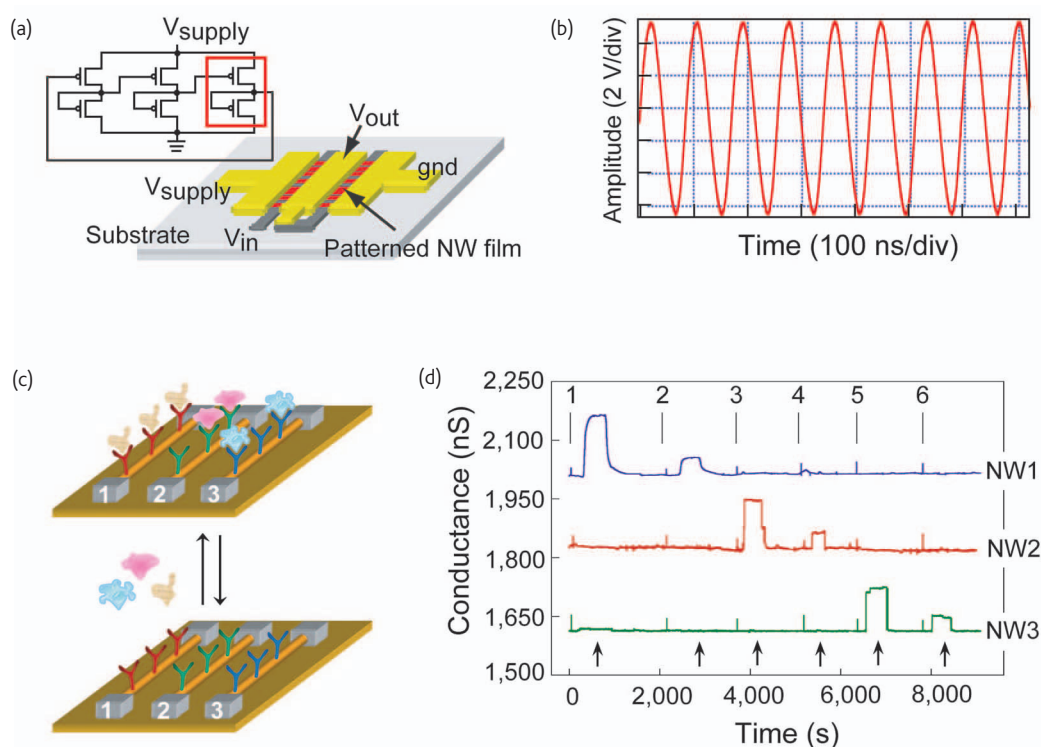 (a)
Vsupply
Vout
Vsupply
gnd
Substrate
Vin
Patterned NW film
(b)
Amplitude (2 V/div)
Time (100 ns/div)
(c)
1 2 3
1 2 3
(d)
Conductance (nS)
2,250
1 2 3 4 5 6
2,100
NW1
1,950
NW2
1,800
1,650
NW3
1,500
0 2,000 4,000 6,000 8,000
Time (s)